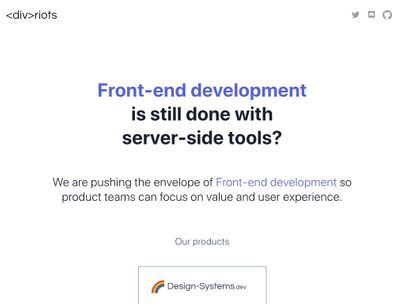 <div>riots
Front-end development
is still done with
server-side tools?
We are pushing the envelope of Front-end development so
product teams can focus on value and user experience.
Our products
Design-Systems.dev